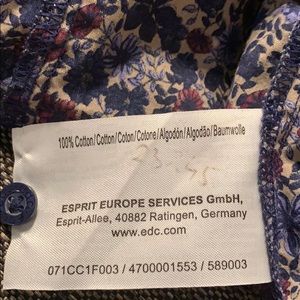 100% Cotton/Cotton/Coton/Cotone/Algodón/Algodão/Baumwolle
ESPRIT EUROPE SERVICES GmbH,
Esprit-Allee, 40882 Ratingen, Germany
www.edc.com
071CC1F003 / 4700001553 / 589003